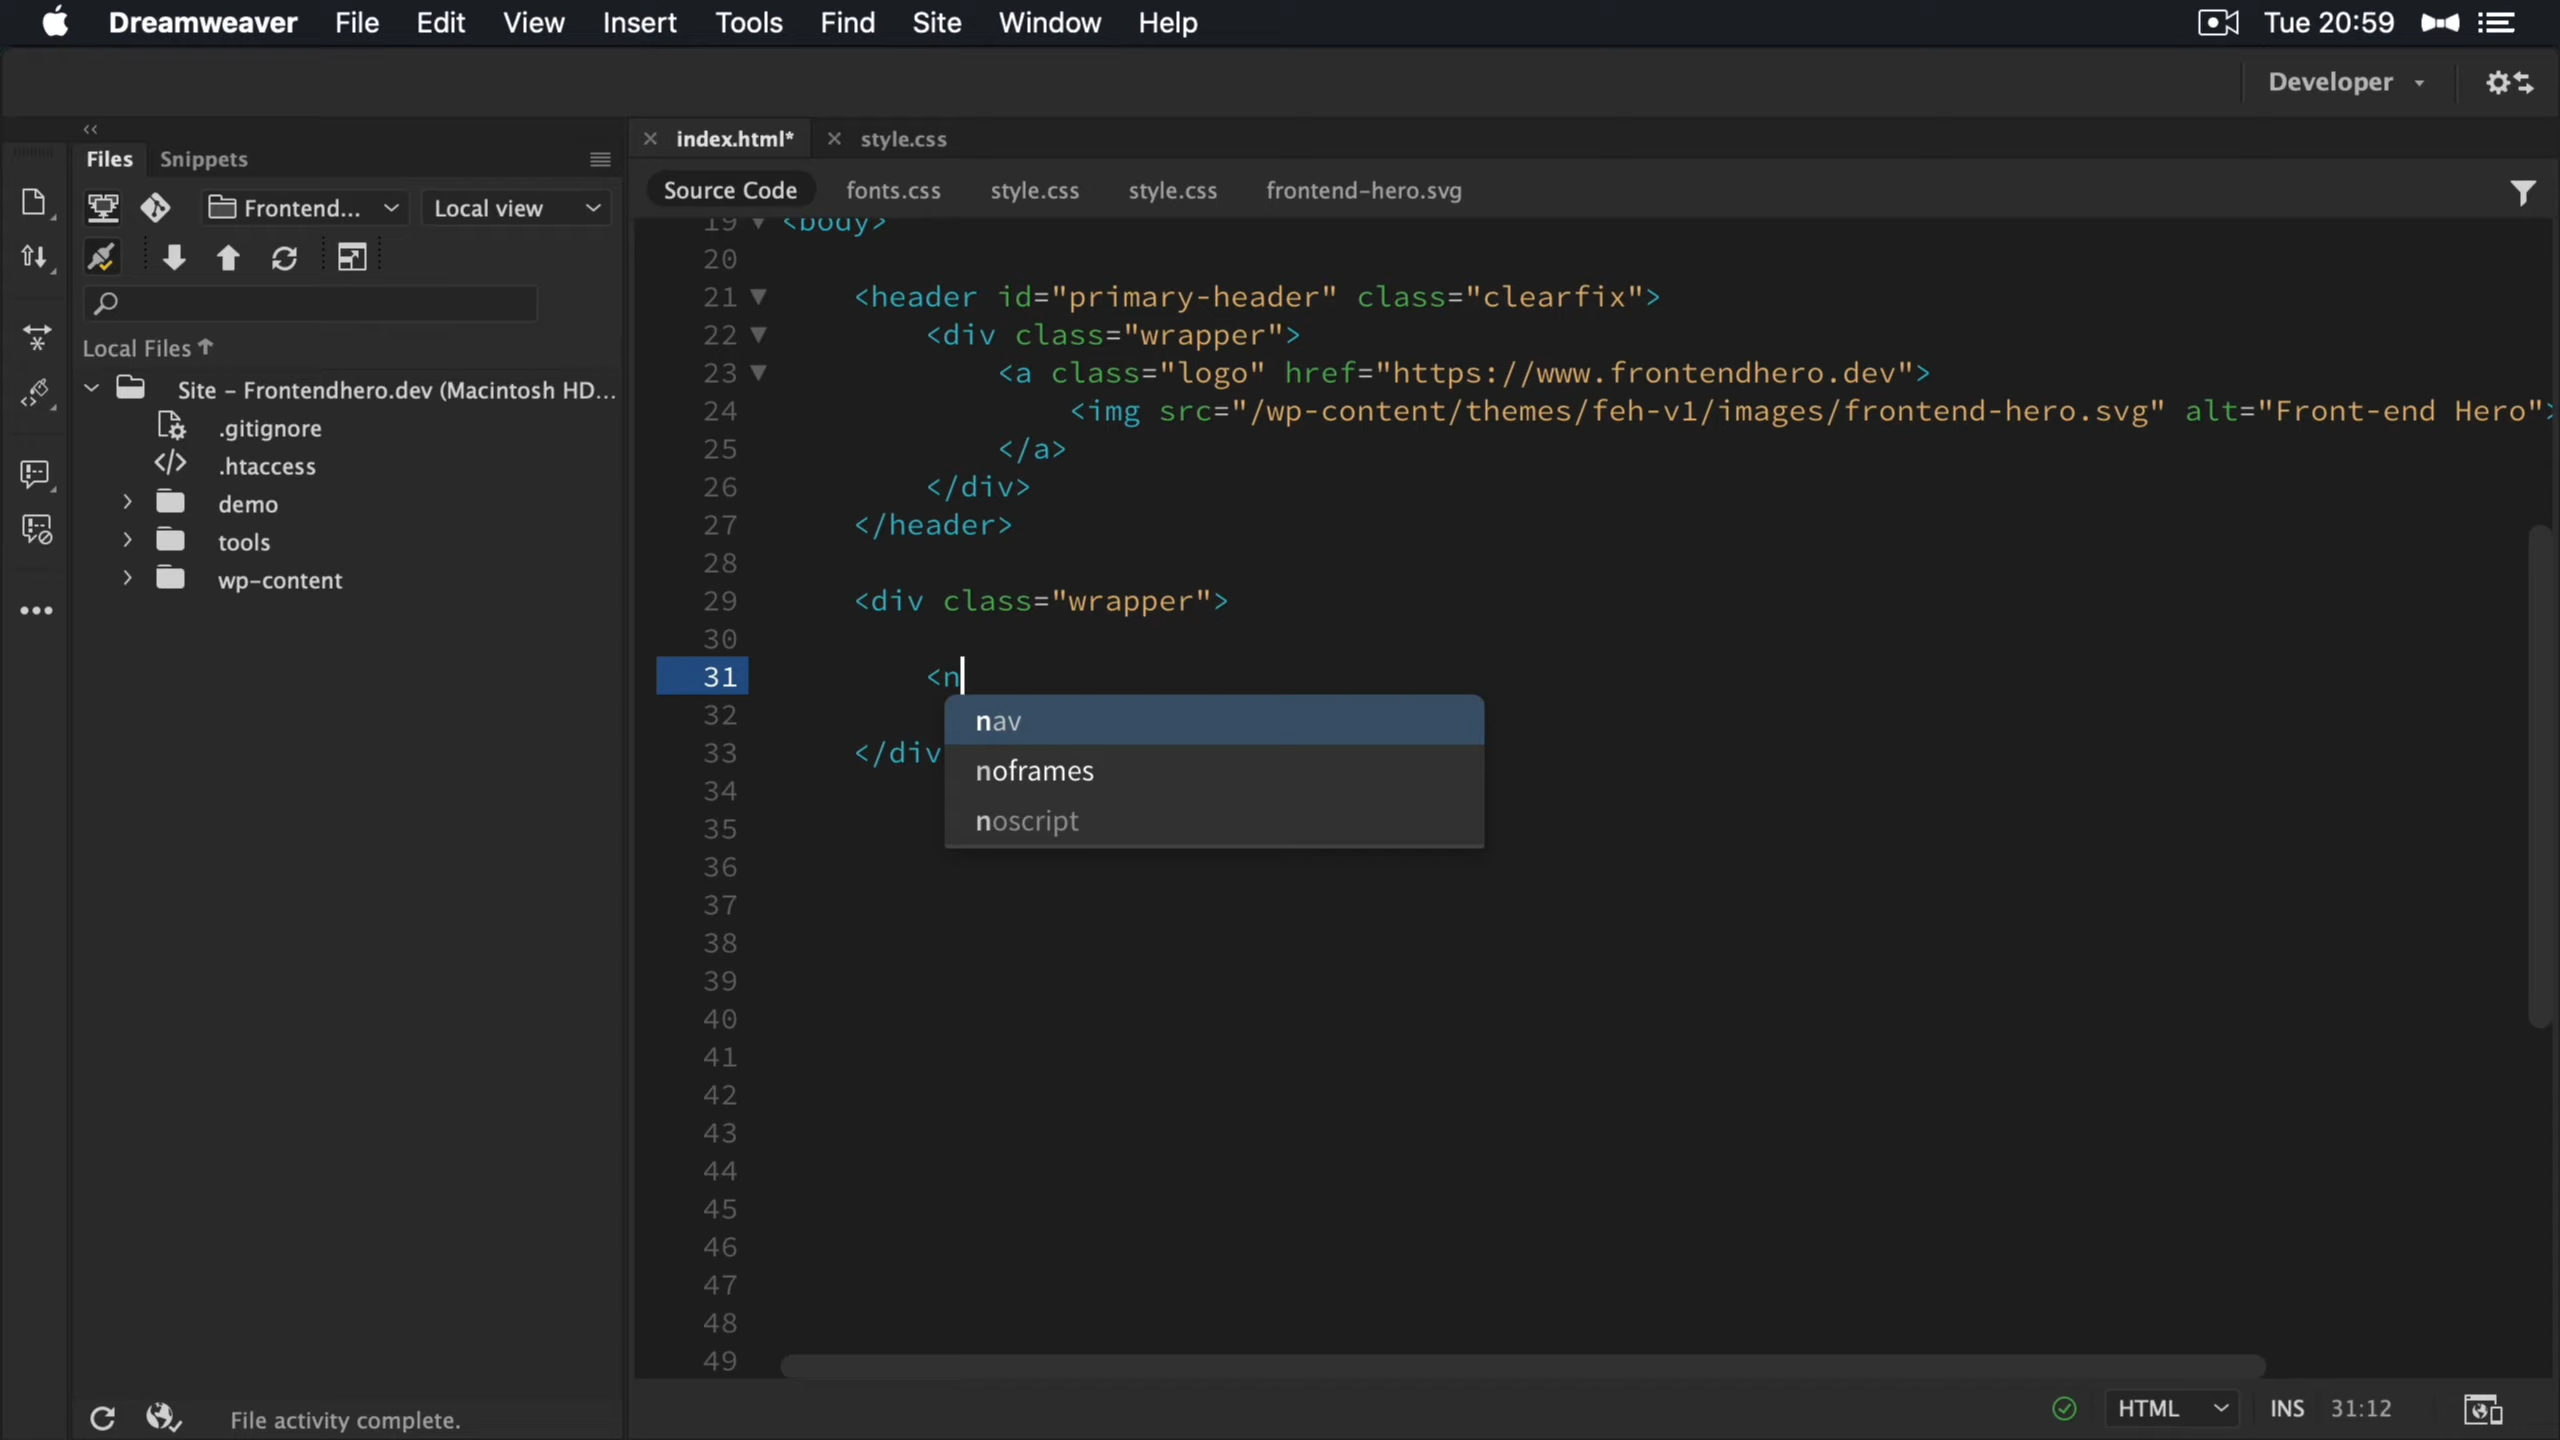 Dreamweaver File Edit View Insert Tools Find Site Window Help Tue 20:59
Developer
Files Snippets
index.html* style.css
Source Code fonts.css style.css style.css frontend-hero.svg
Frontend... Local view
Local Files
Site – Frontendhero.dev (Macintosh HD...
.gitignore
.htaccess
demo
tools
wp-content
19 <body>
20
21 <header id="primary-header" class="clearfix">
22 <div class="wrapper">
23 <a class="logo" href="https://www.frontendhero.dev">
24 <img src="/wp-content/themes/feh-v1/images/frontend-hero.svg" alt="Front-end Hero">
25 </a>
26 </div>
27 </header>
28
29 <div class="wrapper">
30
31 <n
32
33 </div
34
35
36
37
38
39
40
41
42
43
44
45
46
47
48
49
nav
noframes
noscript
File activity complete.
HTML INS 31:12